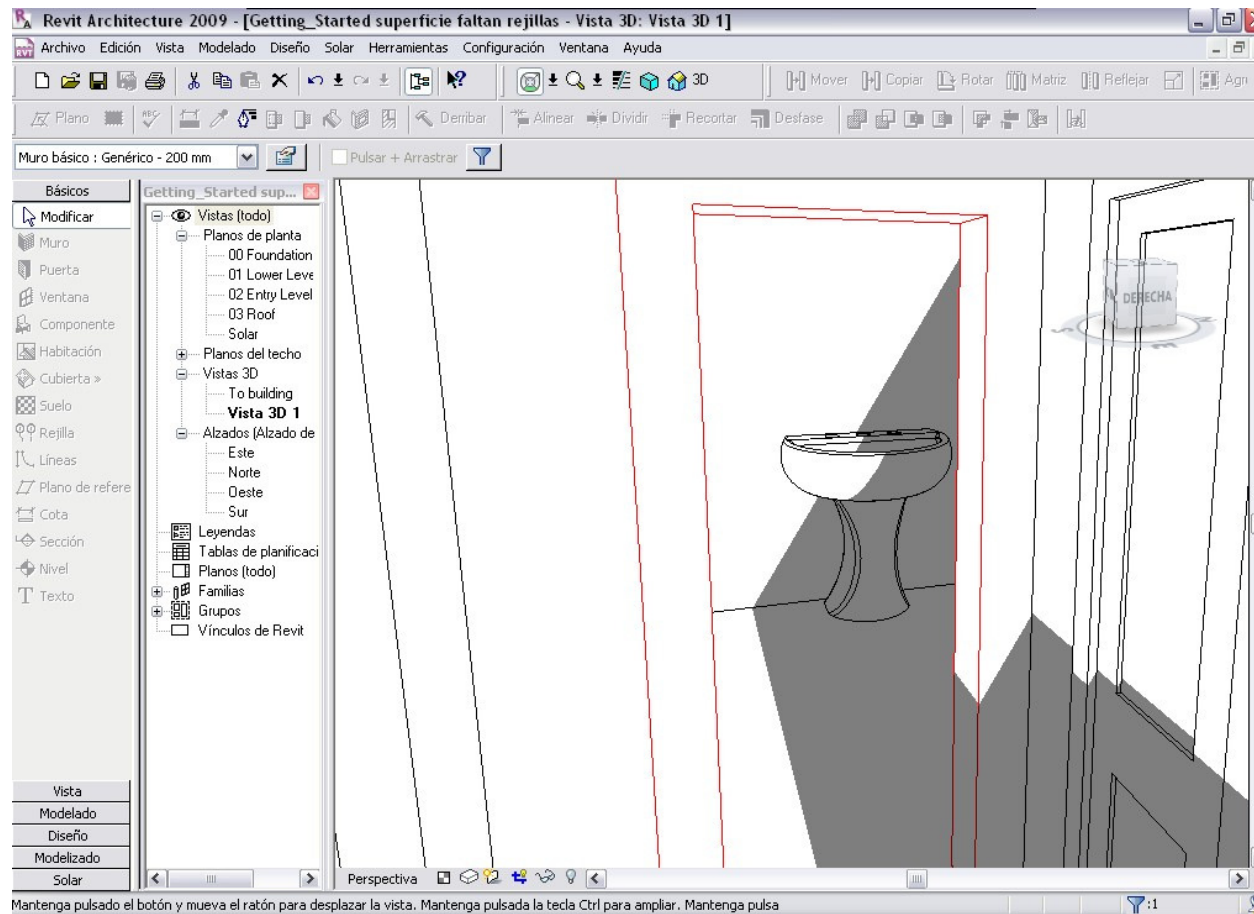 Revit Architecture 2009 - [Getting_Started superficie faltan rejillas - Vista 3D: Vista 3D 1]
Archivo Edición Vista Modelado Diseño Solar Herramientas Configuración Ventana Ayuda
3D Mover Copiar Rotar Matriz Reflejar Agru
Plano Derribar Alinear Dividir Recortar Desfase
Muro básico : Genérico - 200 mm Pulsar + Arrastrar
Básicos
Modificar
Muro
Puerta
Ventana
Componente
Habitación
Cubierta »
Suelo
Rejilla
Líneas
Plano de refere
Cota
Sección
Nivel
Texto
Vista
Modelado
Diseño
Modelizado
Solar
Getting_Started sup...
Vistas (todo)
Planos de planta
00 Foundation
01 Lower Leve
02 Entry Level
03 Roof
Solar
Planos del techo
Vistas 3D
To building
Vista 3D 1
Alzados (Alzado de
Este
Norte
Oeste
Sur
Leyendas
Tablas de planificaci
Planos (todo)
Familias
Grupos
Vínculos de Revit
DERECHA
S
E
N
Perspectiva
Mantenga pulsado el botón y mueva el ratón para desplazar la vista. Mantenga pulsada la tecla Ctrl para ampliar. Mantenga pulsa
:1